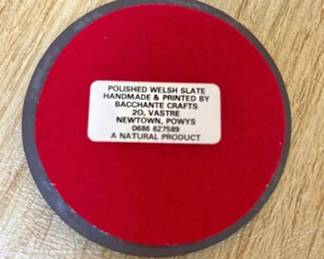 POLISHED WELSH SLATE
HANDMADE & PRINTED BY
BACCHANTE CRAFTS
20, VASTRE
NEWTOWN, POWYS
0686 627589
A NATURAL PRODUCT